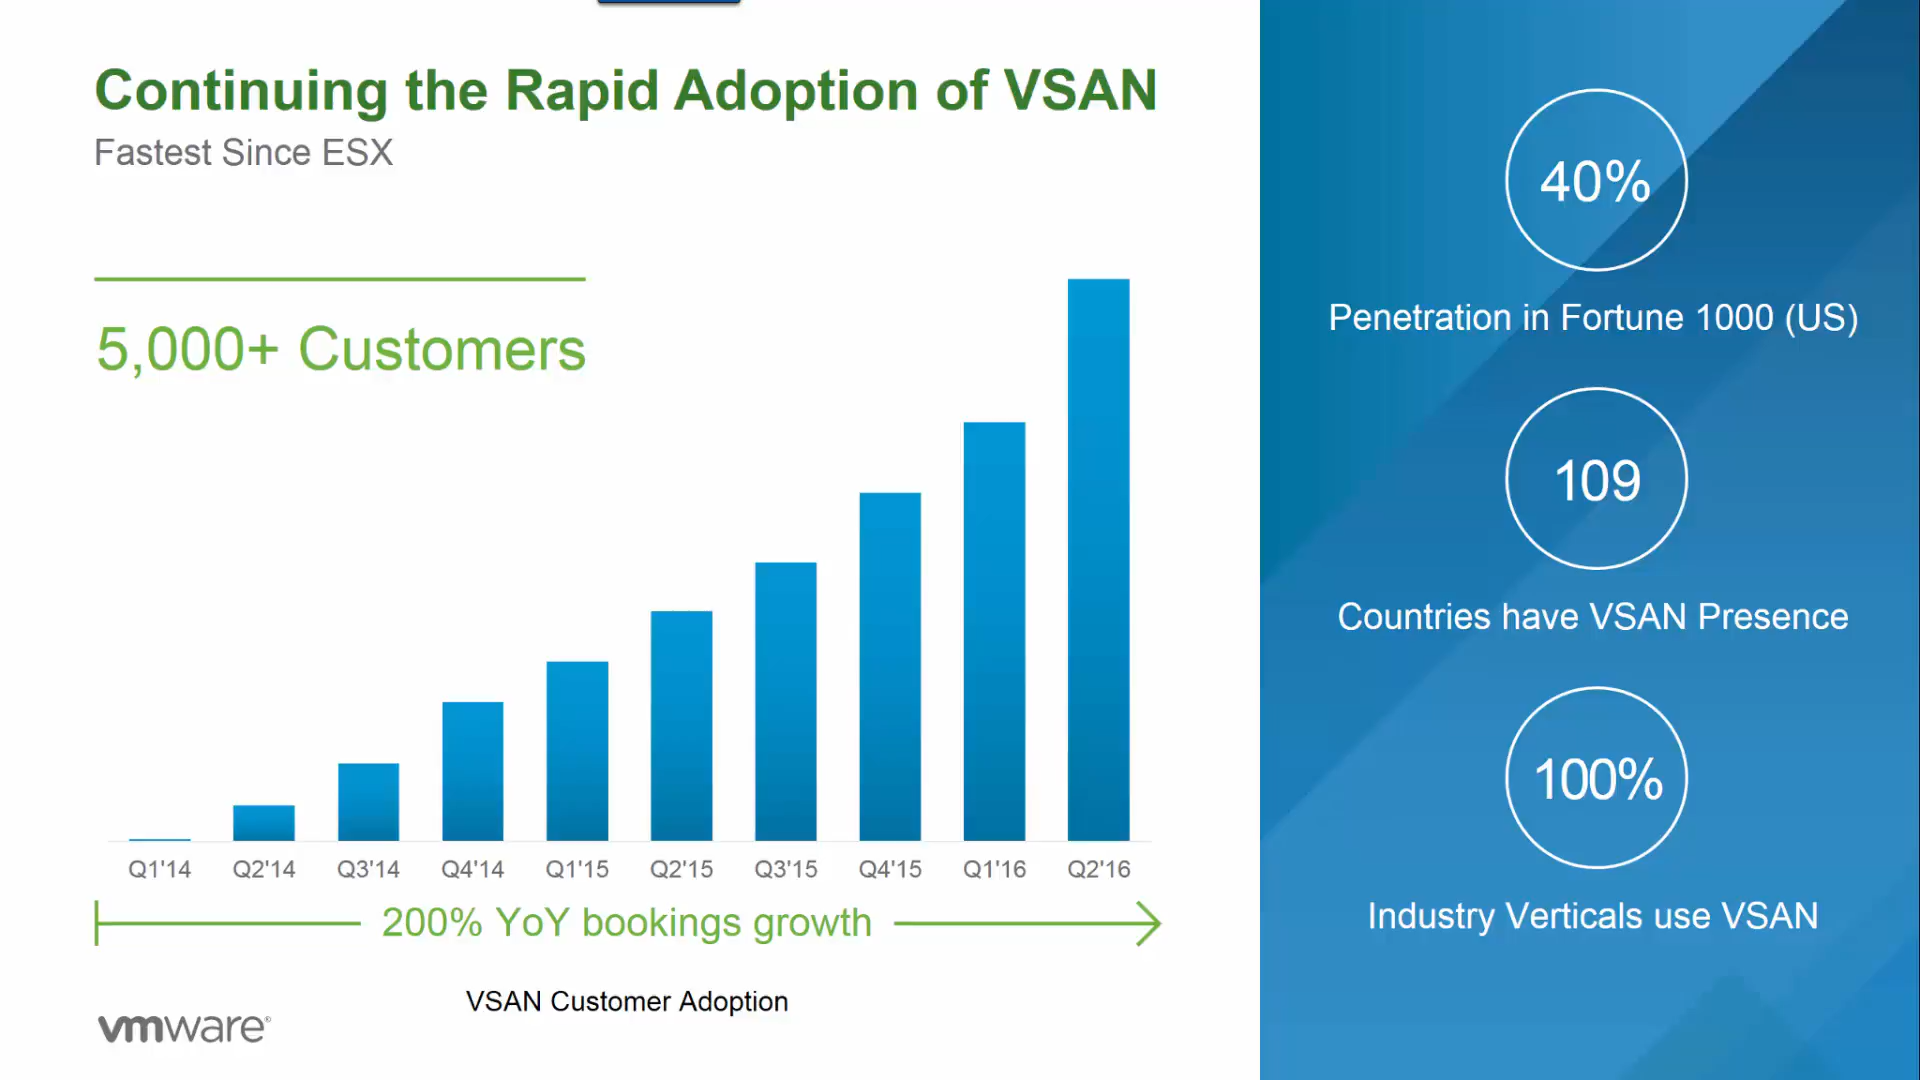 Continuing the Rapid Adoption of VSAN
Fastest Since ESX
5,000+ Customers
Q1'14 Q2'14 Q3'14 Q4'14 Q1'15 Q2'15 Q3'15 Q4'15 Q1'16 Q2'16
200% YoY bookings growth
VSAN Customer Adoption
vmware®
40%
Penetration in Fortune 1000 (US)
109
Countries have VSAN Presence
100%
Industry Verticals use VSAN